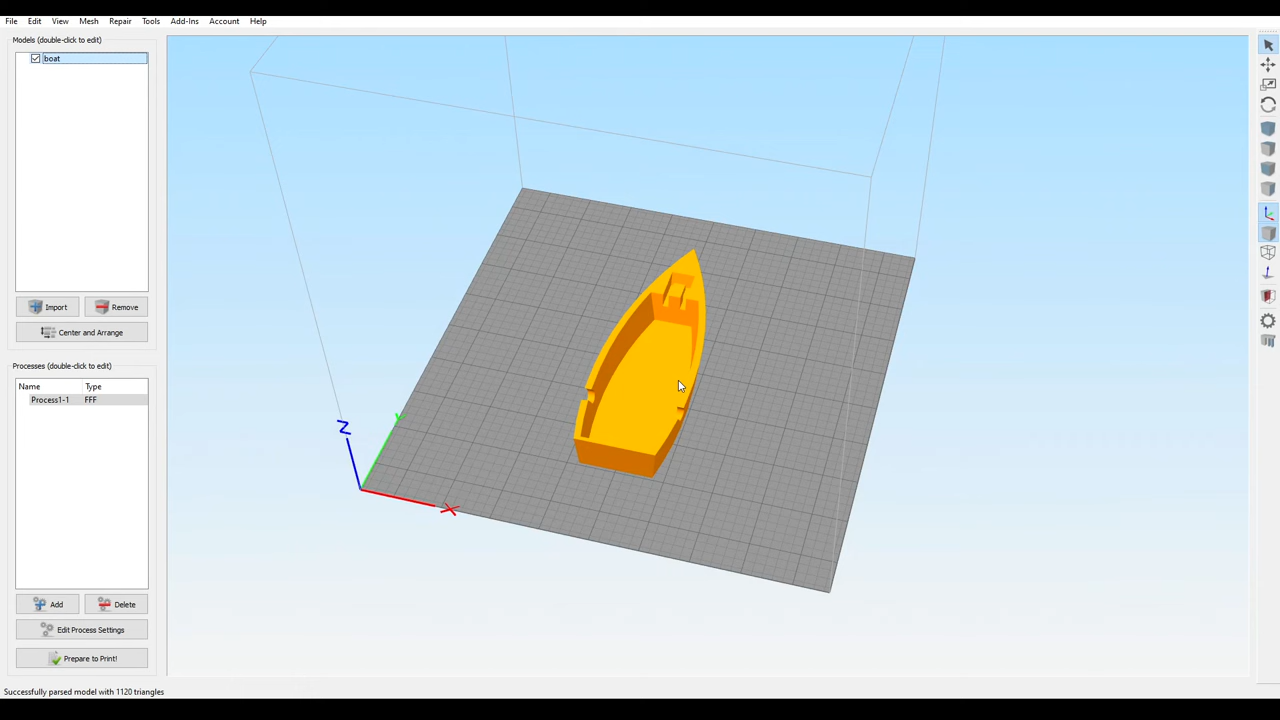 File Edit View Mesh Repair Tools Add-Ins Account Help
Models (double-click to edit)
boat
Import Remove
Center and Arrange
Processes (double-click to edit)
Name Type
Process1-1 FFF
Add Delete
Edit Process Settings
Prepare to Print!
Z
Y
X
Successfully parsed model with 1120 triangles